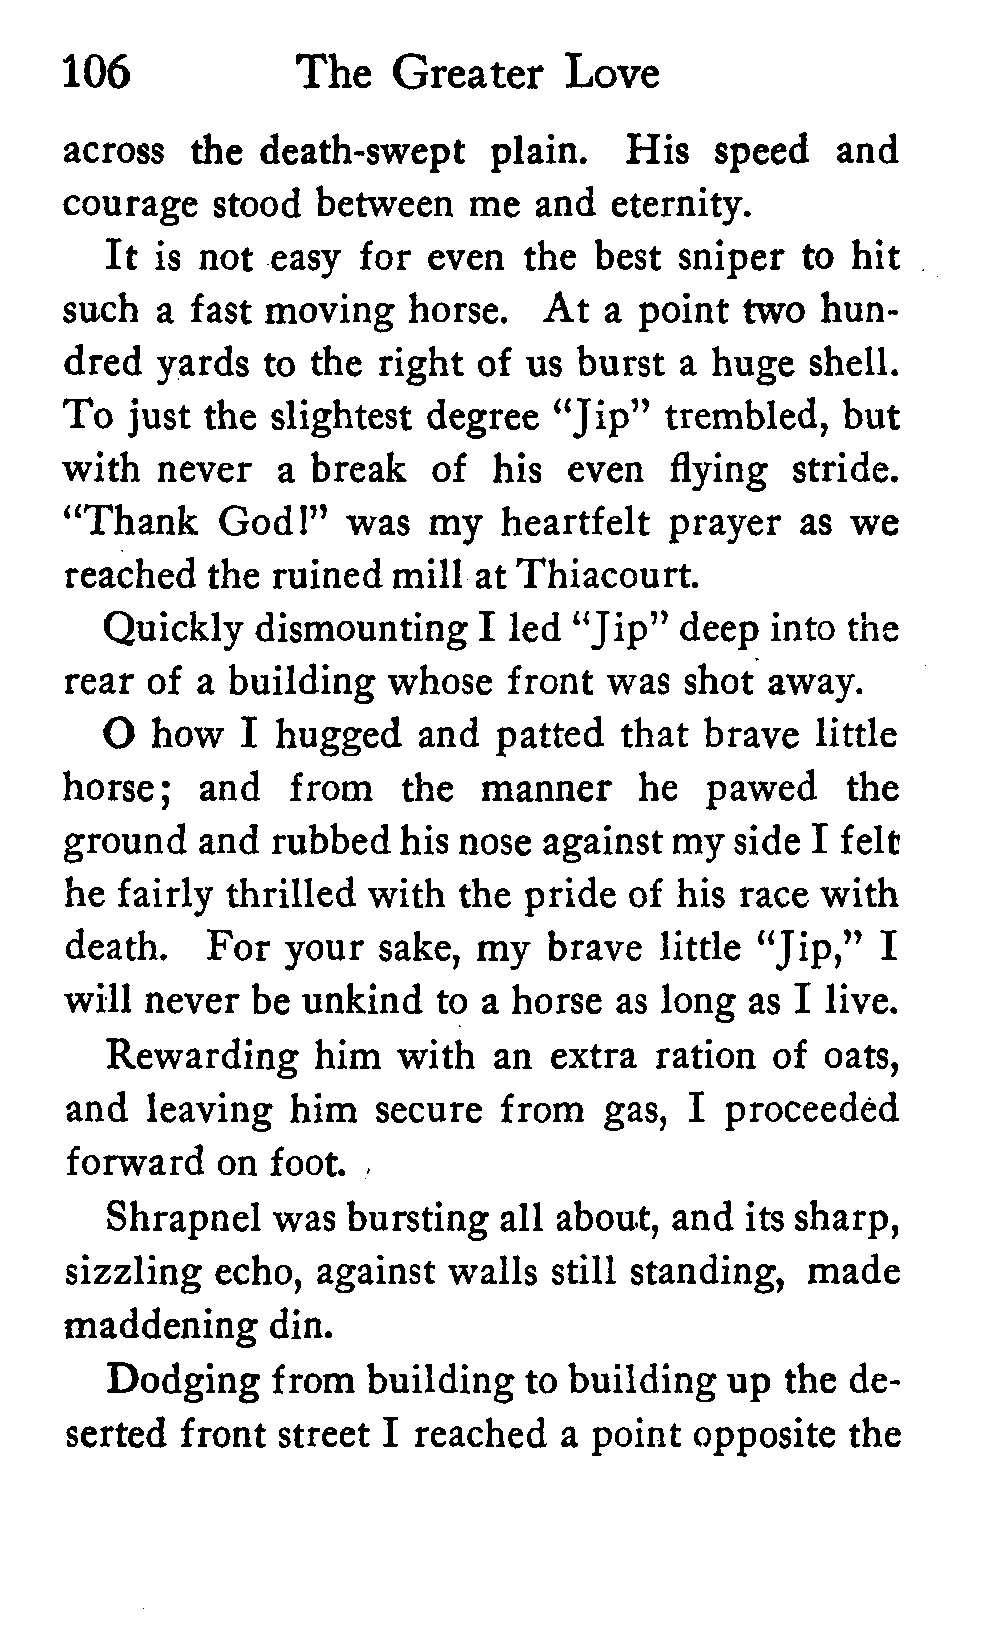 106 The Greater Love
across the death-swept plain. His speed and
courage stood between me and eternity.
It is not easy for even the best sniper to hit
such a fast moving horse. At a point two hun-
dred yards to the right of us burst a huge shell.
To just the slightest degree "Jip" trembled, but
with never a break of his even flying stride.
"Thank God!" was my heartfelt prayer as we
reached the ruined mill at Thiacourt.
Quickly dismounting I led "Jip" deep into the
rear of a building whose front was shot away.
O how I hugged and patted that brave little
horse; and from the manner he pawed the
ground and rubbed his nose against my side I felt
he fairly thrilled with the pride of his race with
death. For your sake, my brave little "Jip," I
will never be unkind to a horse as long as I live.
Rewarding him with an extra ration of oats,
and leaving him secure from gas, I proceeded
forward on foot.
Shrapnel was bursting all about, and its sharp,
sizzling echo, against walls still standing, made
maddening din.
Dodging from building to building up the de-
serted front street I reached a point opposite the